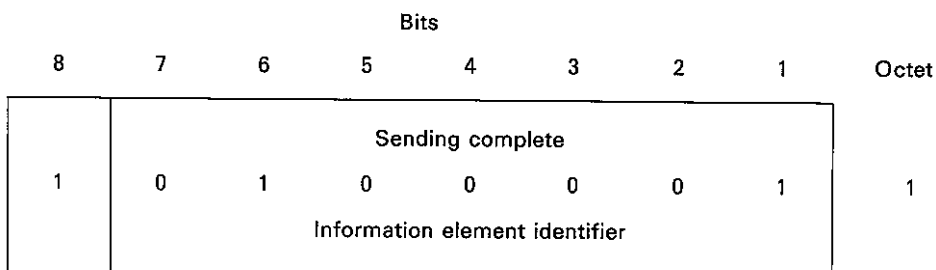 Bits
8 7 6 5 4 3 2 1 Octet
Sending complete
1 0 1 0 0 0 0 1 1
Information element identifier